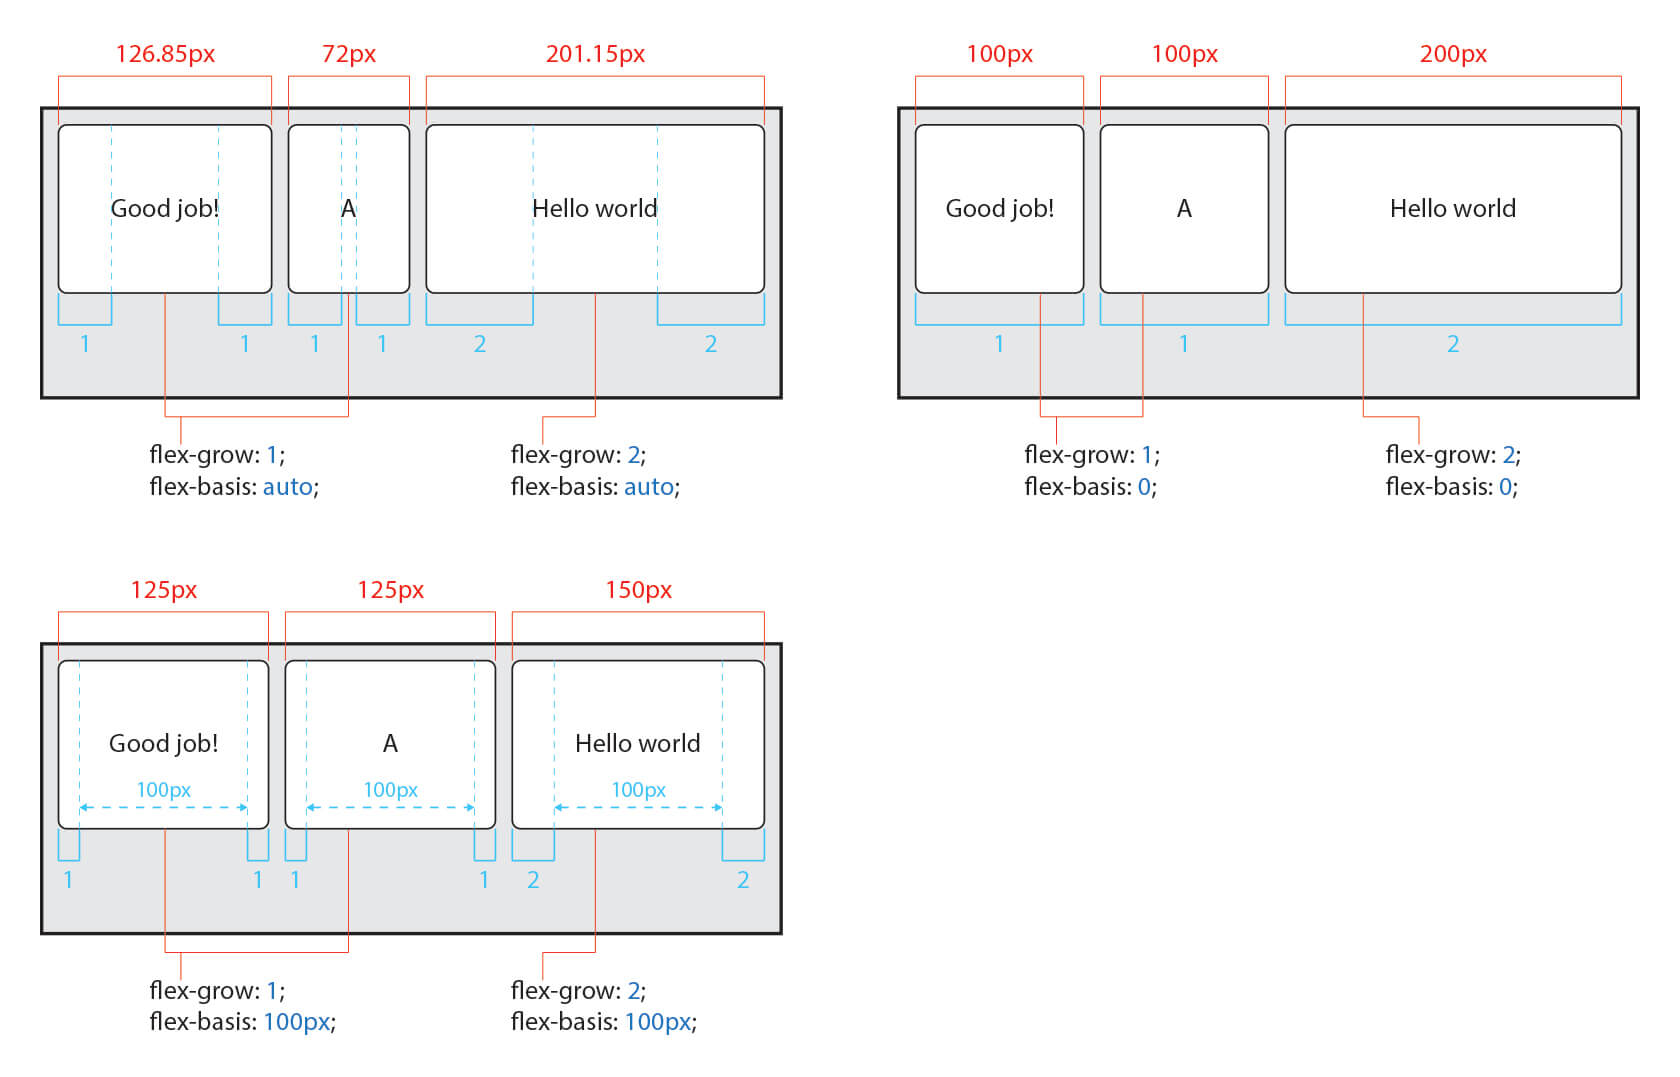 126.85px 72px 201.15px
Good job! A Hello world
1 1 1 1 2 2
flex-grow: 1; flex-grow: 2;
flex-basis: auto; flex-basis: auto;
100px 100px 200px
Good job! A Hello world
1 1 2
flex-grow: 1; flex-grow: 2;
flex-basis: 0; flex-basis: 0;
125px 125px 150px
Good job! A Hello world
100px 100px 100px
1 1 1 1 2 2
flex-grow: 1; flex-grow: 2;
flex-basis: 100px; flex-basis: 100px;